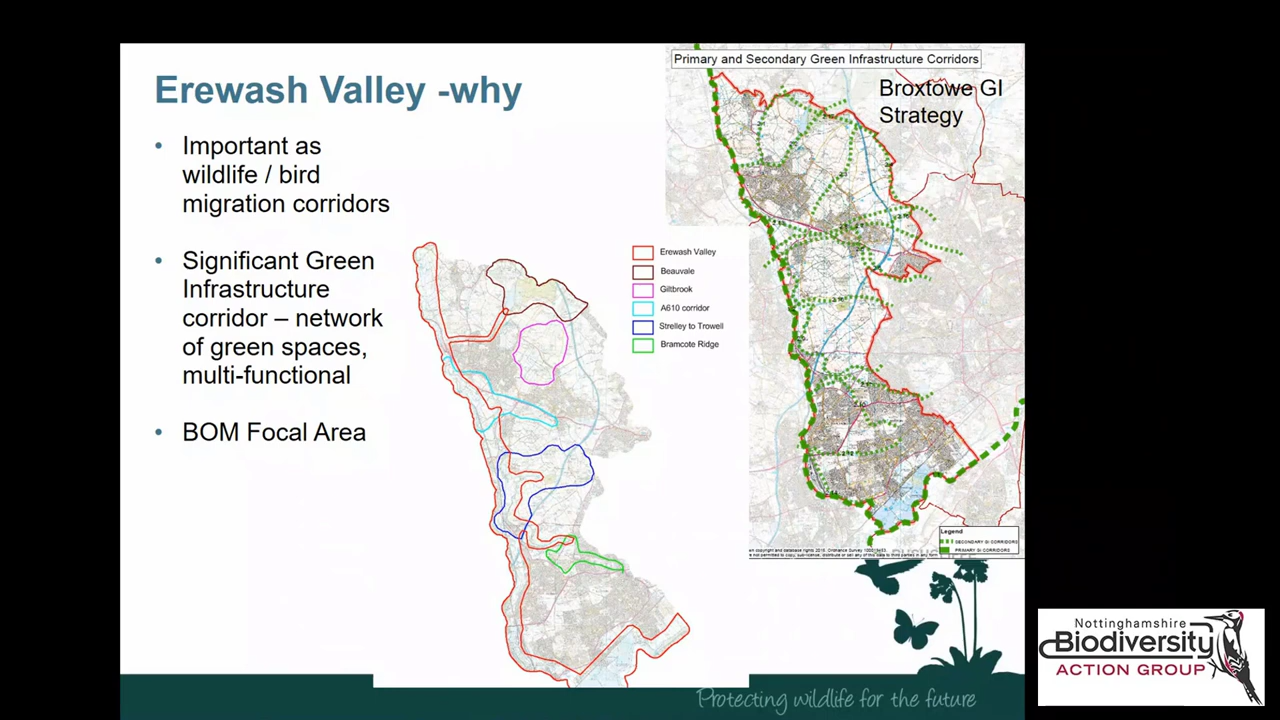 Erewash Valley -why
• Important as
wildlife / bird
migration corridors
• Significant Green
Infrastructure
corridor – network
of green spaces,
multi-functional
• BOM Focal Area
Erewash Valley
Beauvale
Giltbrook
A610 corridor
Strelley to Trowell
Bramcote Ridge
Primary and Secondary Green Infrastructure Corridors
Broxtowe GI
Strategy
Legend
SECONDARY GI CORRIDORS
PRIMARY GI CORRIDORS
Protecting wildlife for the future
Nottinghamshire
Biodiversity
ACTION GROUP